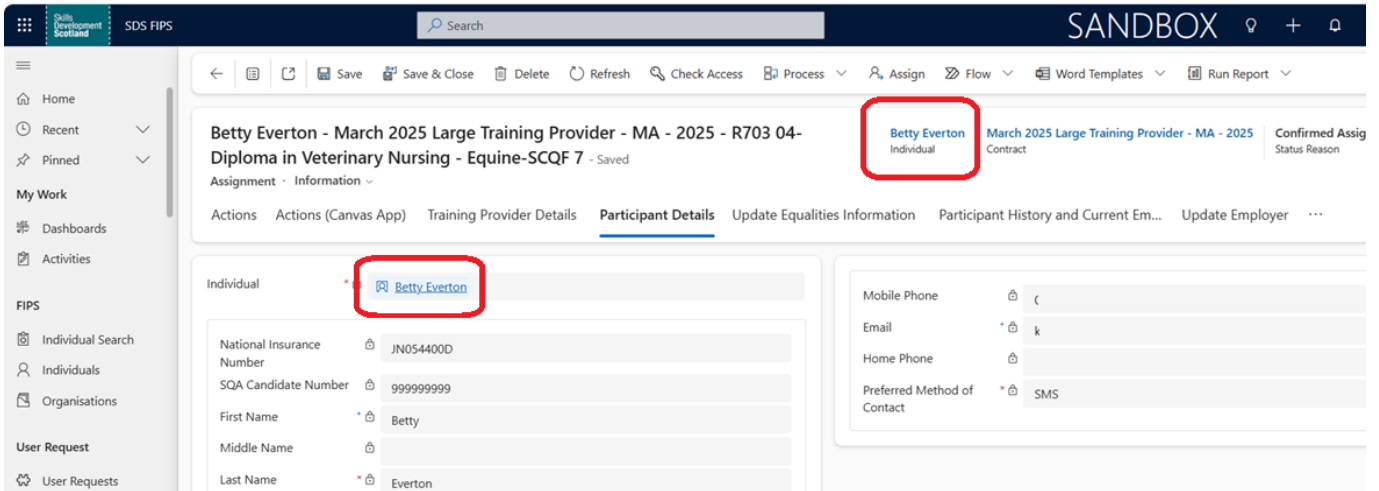 Skills
Development
Scotland
SDS FIPS
Search
SANDBOX
Save
Save & Close
Delete
Refresh
Check Access
Process
Assign
Flow
Word Templates
Run Report
Home
Recent
Pinned
My Work
Dashboards
Activities
FIPS
Individual Search
Individuals
Organisations
User Request
User Requests
Betty Everton - March 2025 Large Training Provider - MA - 2025 - R703 04-
Diploma in Veterinary Nursing - Equine-SCQF 7 - Saved
Assignment · Information
Betty Everton
Individual
March 2025 Large Training Provider - MA - 2025
Contract
Confirmed Assig
Status Reason
Actions
Actions (Canvas App)
Training Provider Details
Participant Details
Update Equalities Information
Participant History and Current Em...
Update Employer
...
Individual *
Betty Everton
National Insurance
Number
JN054400D
SQA Candidate Number
999999999
First Name *
Betty
Middle Name
Last Name *
Everton
Mobile Phone
(
Email *
k
Home Phone
Preferred Method of
Contact *
SMS